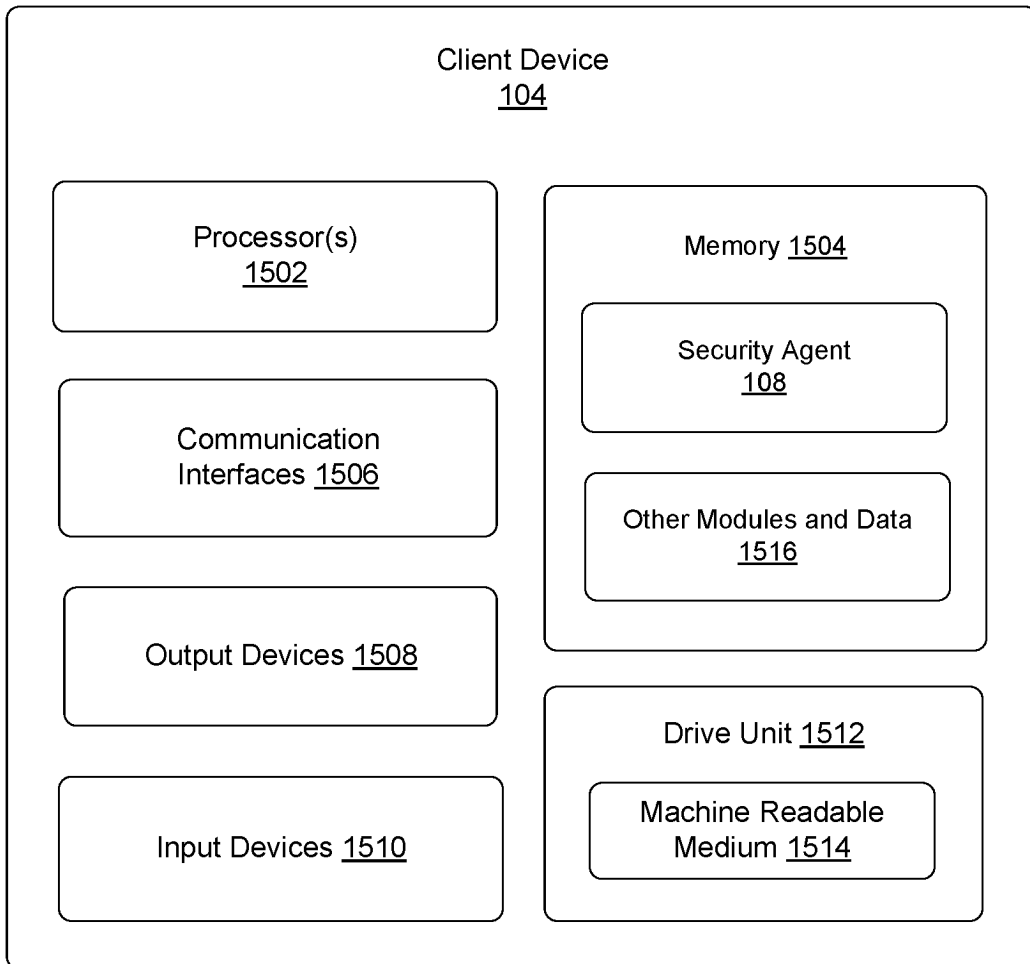 Client Device
104
Processor(s)
1502
Communication
Interfaces 1506
Output Devices 1508
Input Devices 1510
Memory 1504
Security Agent
108
Other Modules and Data
1516
Drive Unit 1512
Machine Readable
Medium 1514